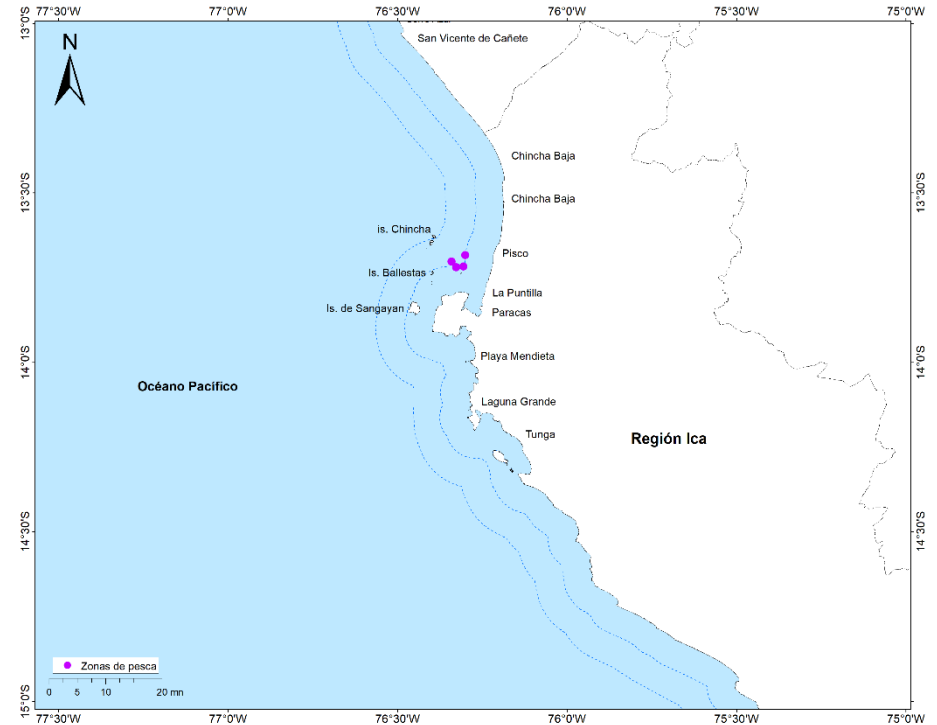 77°30'W 77°0'W 76°30'W 76°0'W 75°30'W 75°0'W
13°0'S
13°0'S
N
San Vicente de Cañete
Chincha Baja
13°30'S
13°30'S
Chincha Baja
is. Chincha
Pisco
Is. Ballestas
La Puntilla
Is. de Sangayan
Paracas
Playa Mendieta
14°0'S
14°0'S
Océano Pacífico
Laguna Grande
Tunga
Región Ica
14°30'S
14°30'S
Zonas de pesca
0 5 10 20 mn
15°0'S
15°0'S
77°30'W 77°0'W 76°30'W 76°0'W 75°30'W 75°0'W